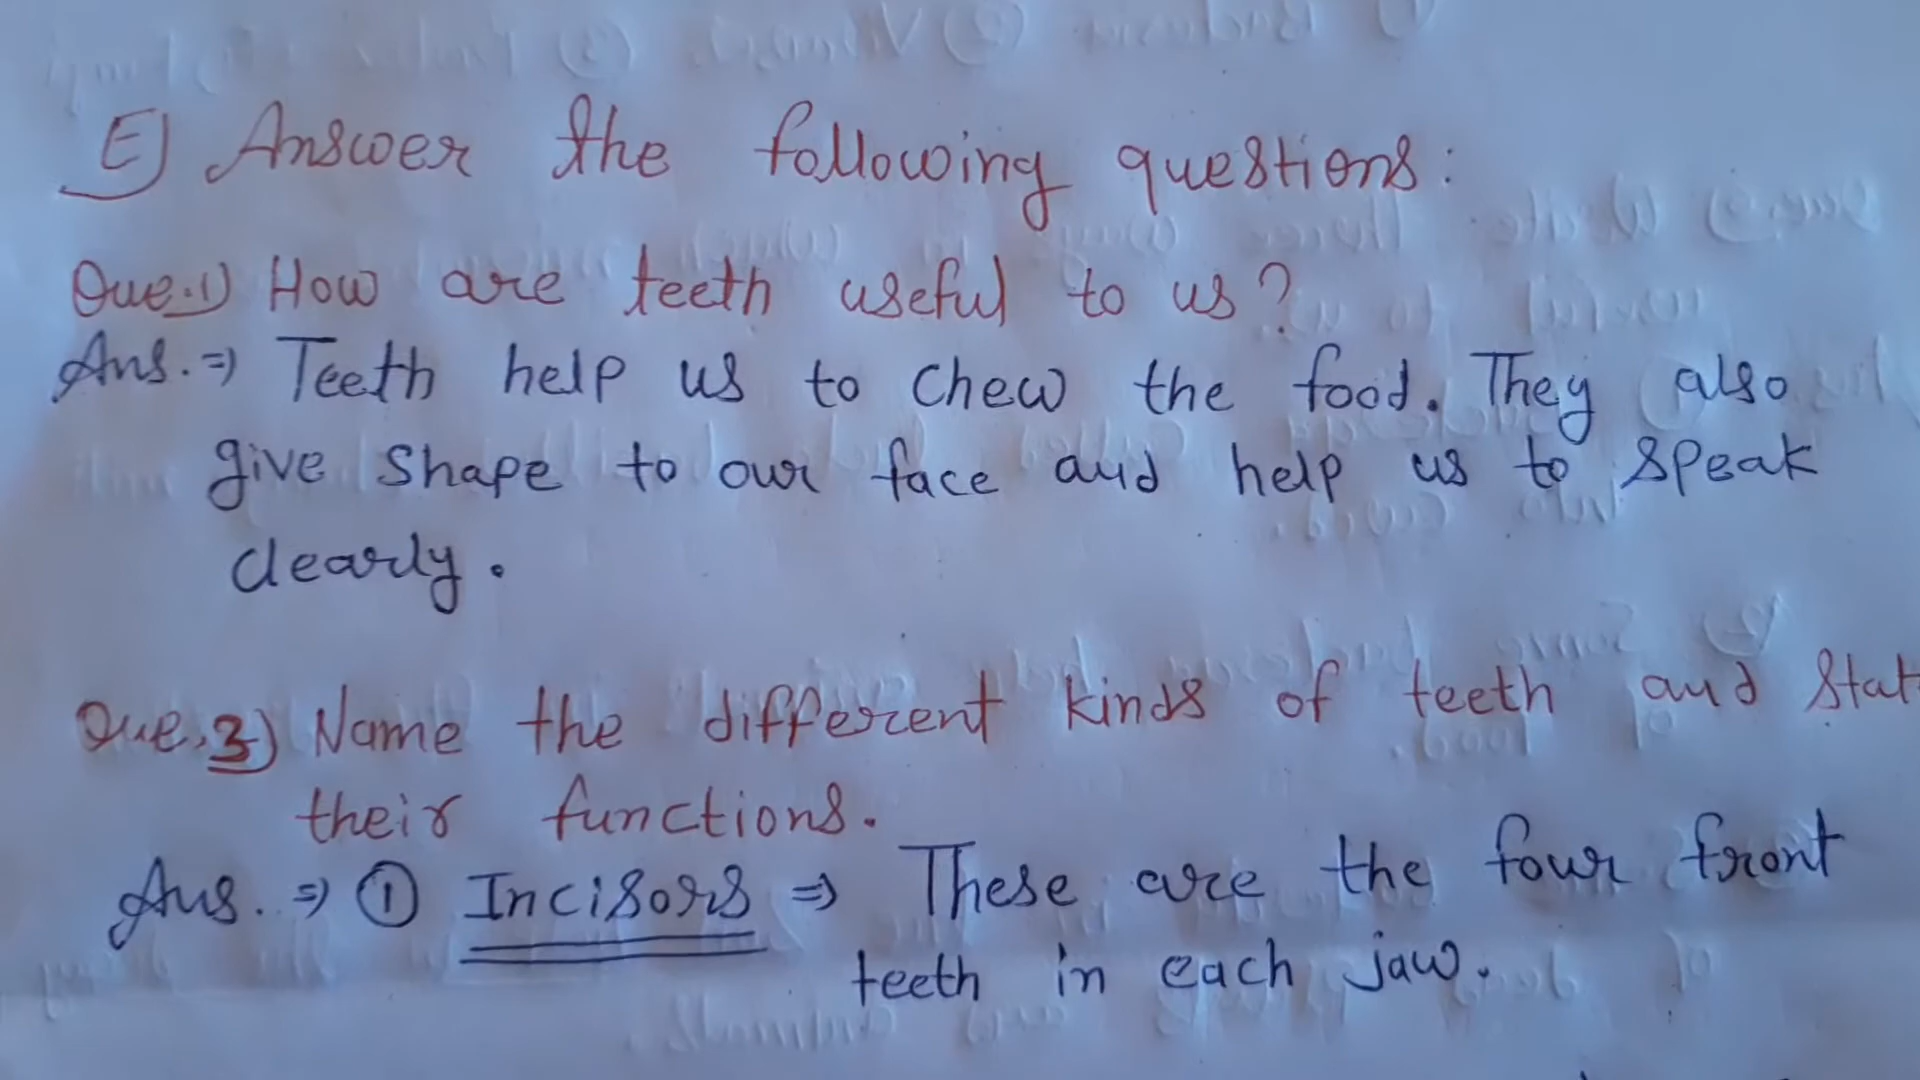 E) Answer the following questions:
Que.1) How are teeth useful to us?
Ans. ⇒ Teeth help us to chew the food. They also
give shape to our face and help us to speak
clearly.
Que.3) Name the different kinds of teeth and stat
their functions.
Ans. ⇒ ① Incisors ⇒ These are the four front
teeth in each jaw.